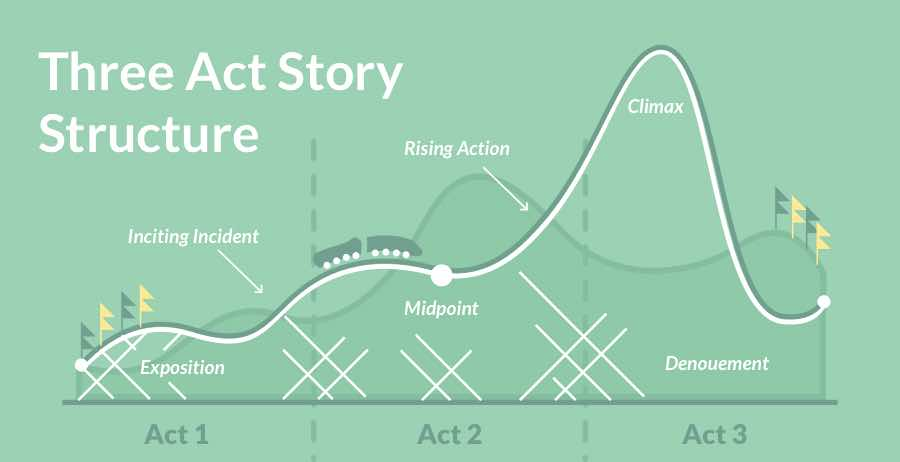 Three Act Story
Structure
Climax
Rising Action
Inciting Incident
Midpoint
Exposition
Denouement
Act 1
Act 2
Act 3